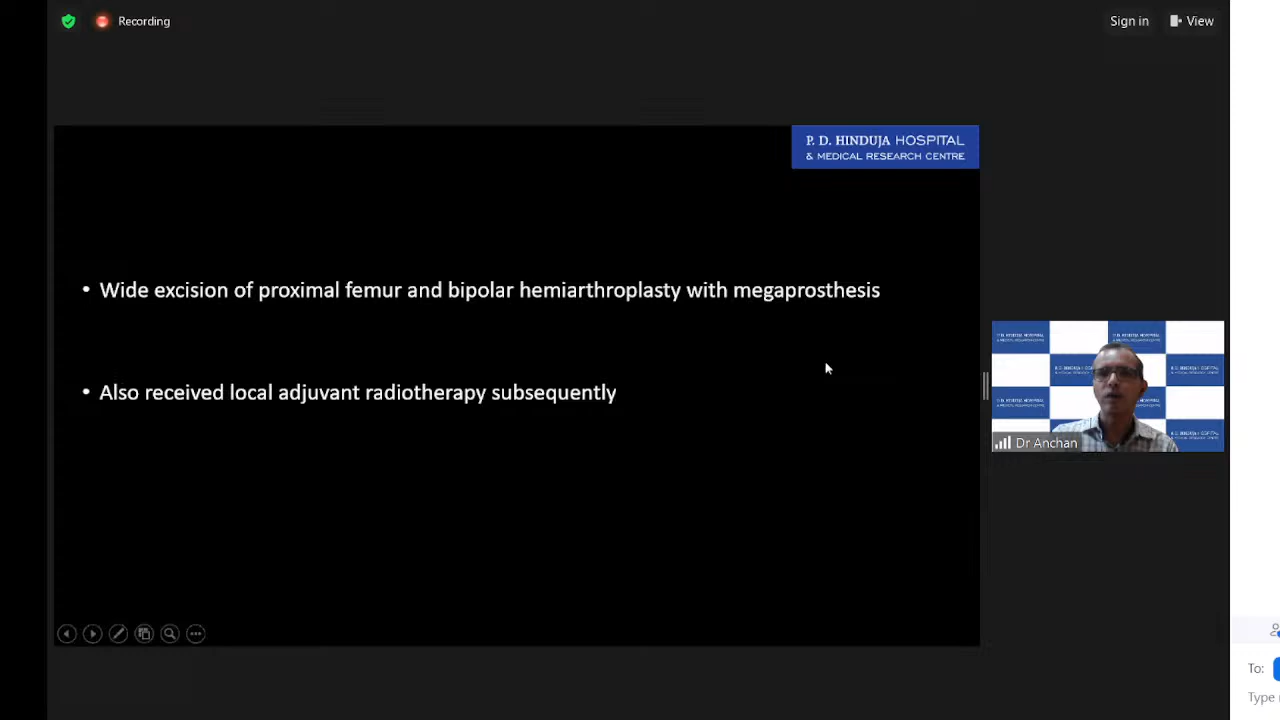 Recording
Sign in
View
P. D. HINDUJA HOSPITAL
& MEDICAL RESEARCH CENTRE
• Wide excision of proximal femur and bipolar hemiarthroplasty with megaprosthesis
• Also received local adjuvant radiotherapy subsequently
Dr Anchan
To:
Type